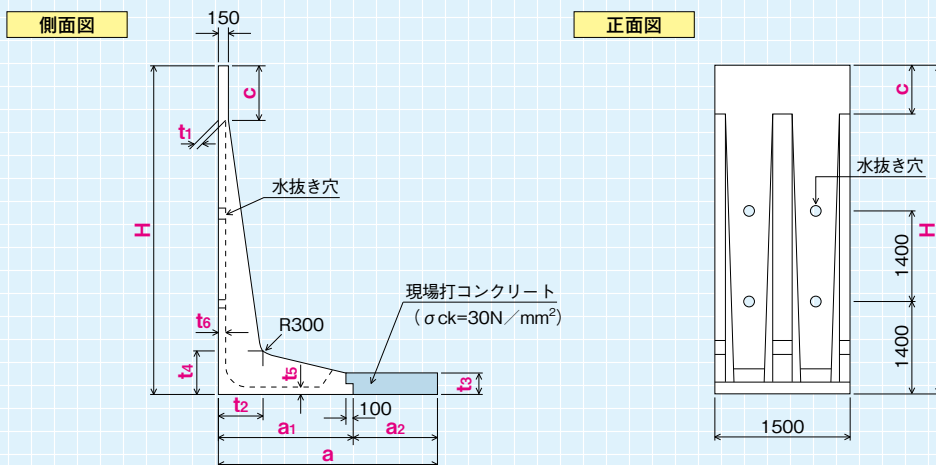 側面図
正面図
150
c
t1
水抜き穴
H
t6
R300
現場打コンクリート
（σck=30N／mm²）
t4
t5
t3
t2
100
a1
a2
a
c
水抜き穴
H
1400
1400
1500